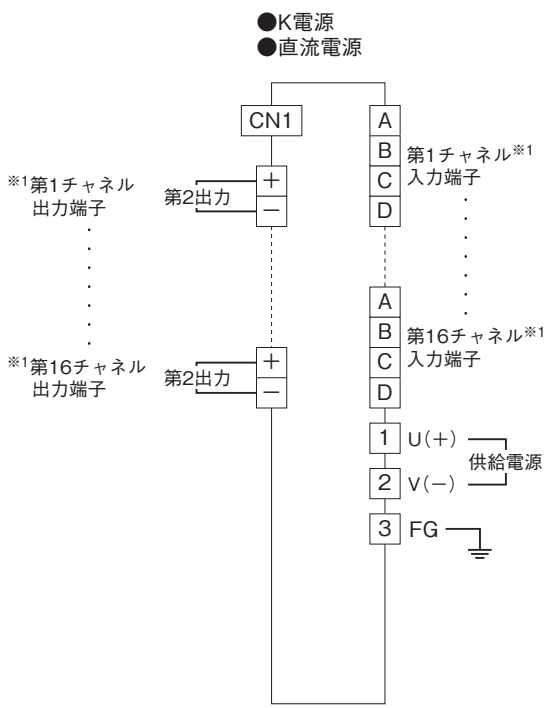 ●K電源
●直流電源
CN1
A
B
C
D
第1チャネル※1
入力端子
※1第1チャネル
出力端子
第2出力
+
−
A
B
C
D
第16チャネル※1
入力端子
※1第16チャネル
出力端子
第2出力
+
−
1 U(+)
2 V(−)
供給電源
3 FG